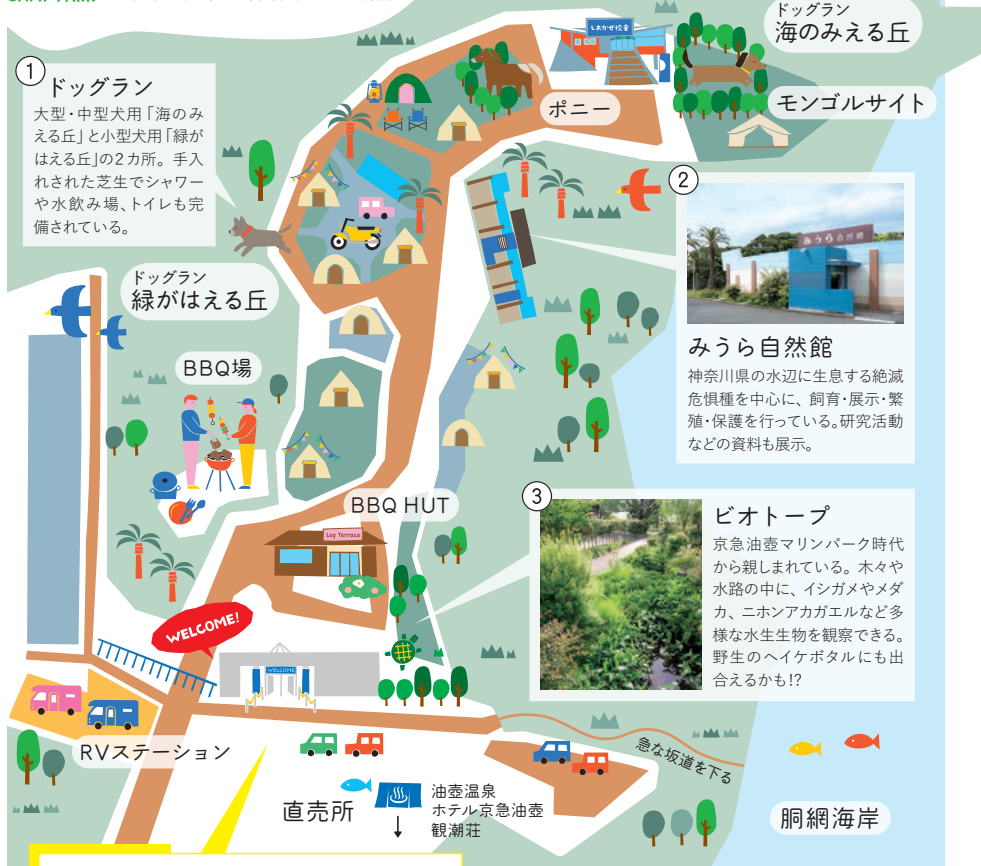 ドッグラン
海のみえる丘
しおかぜ校舎
①
ドッグラン
大型・中型犬用「海のみ
える丘」と小型犬用「緑が
はえる丘」の2カ所。手入
れされた芝生でシャワー
や水飲み場、トイレも完
備されている。
ポニー
モンゴルサイト
②
みうら自然館
みうら自然館
神奈川県の水辺に生息する絶滅
危惧種を中心に、飼育・展示・繁
殖・保護を行っている。研究活動
などの資料も展示。
ドッグラン
緑がはえる丘
BBQ場
BBQ HUT
Log Terrace
③
ビオトープ
京急油壺マリンパーク時代
から親しまれている。木々や
水路の中に、イシガメやメダ
カ、ニホンアカガエルなど多
様な水生生物を観察できる。
野生のヘイケボタルにも出
合えるかも!?
WELCOME!
WELCOME
RVステーション
急な坂道を下る
直売所
油壺温泉
ホテル京急油壺
観潮荘
胴網海岸